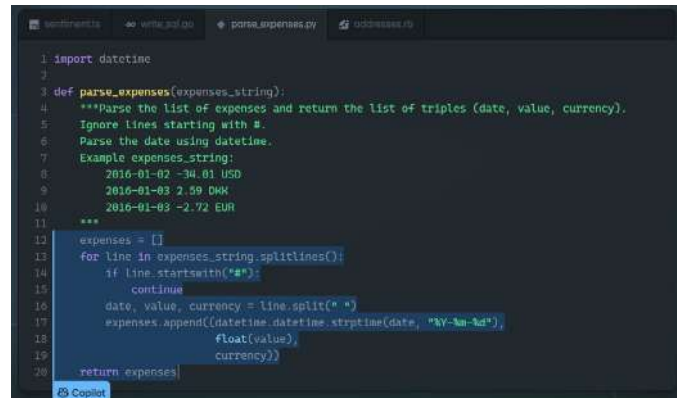 sentiment.ts write_sql.go parse_expenses.py addresses.rb
1 import datetime
2
3 def parse_expenses(expenses_string):
4 """Parse the list of expenses and return the list of triples (date, value, currency).
5 Ignore lines starting with #.
6 Parse the date using datetime.
7 Example expenses_string:
8 2016-01-02 -34.01 USD
9 2016-01-03 2.59 DKK
10 2016-01-03 -2.72 EUR
11 """
12 expenses = []
13 for line in expenses_string.splitlines():
14 if line.startswith("#"):
15 continue
16 date, value, currency = line.split(" ")
17 expenses.append((datetime.datetime.strptime(date, "%Y-%m-%d"),
18 float(value),
19 currency))
20 return expenses
Copilot